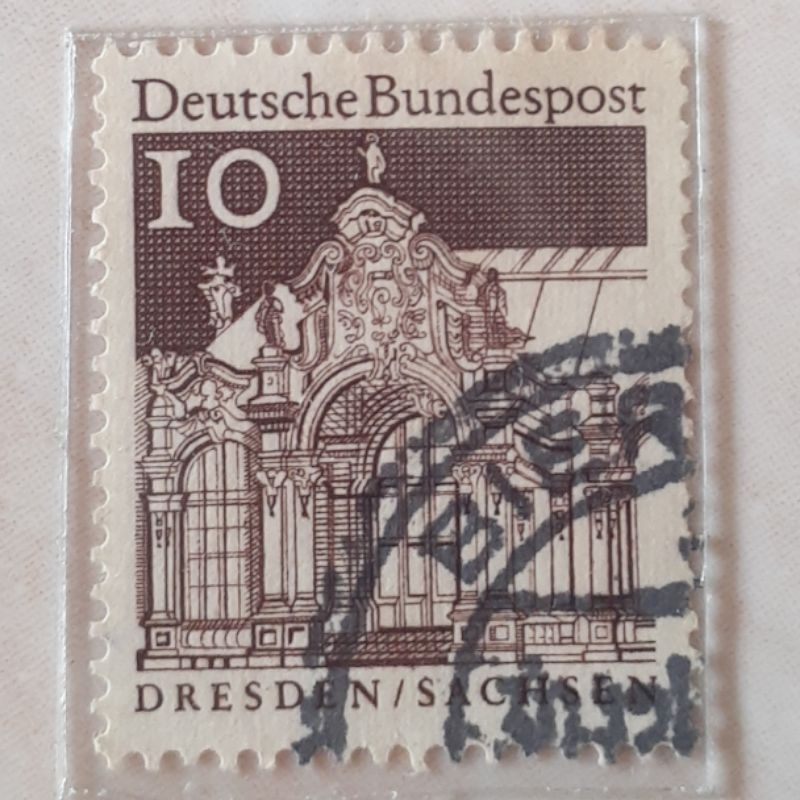 Deutsche Bundespost
10
DRESDEN/SACHSEN